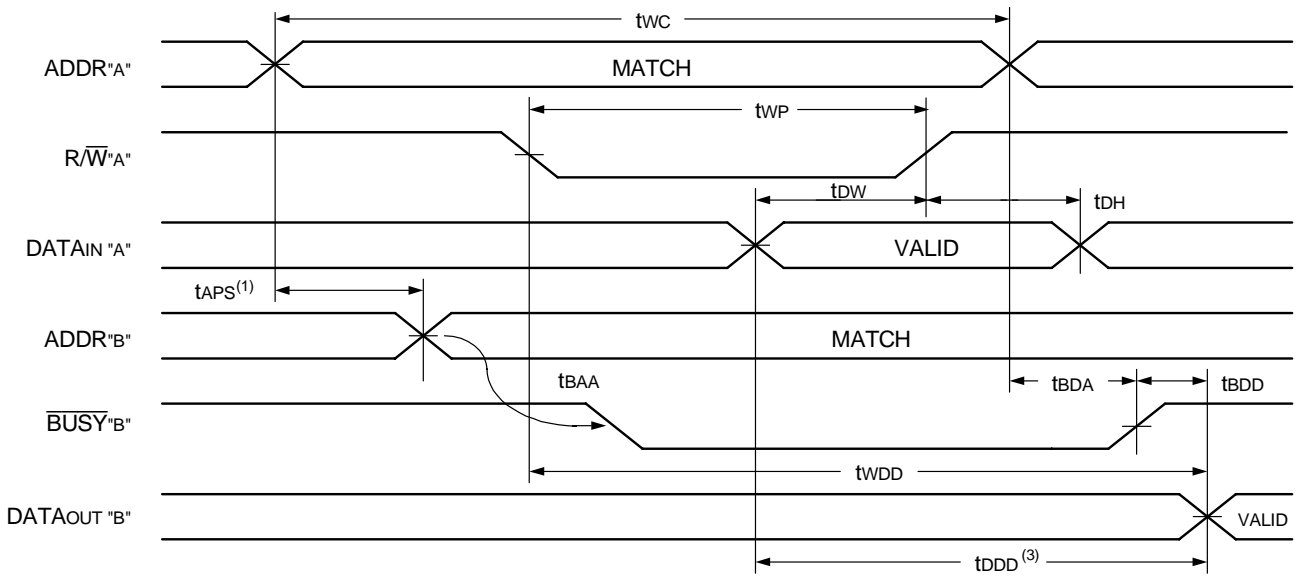 tWC
ADDR"A"
MATCH
tWP
R/W̅"A"
tDW
tDH
DATAIN "A"
VALID
tAPS(1)
ADDR"B"
MATCH
tBAA
tBDA
tBDD
B̅U̅S̅Y̅"B"
tWDD
DATAOUT "B"
VALID
tDDD(3)